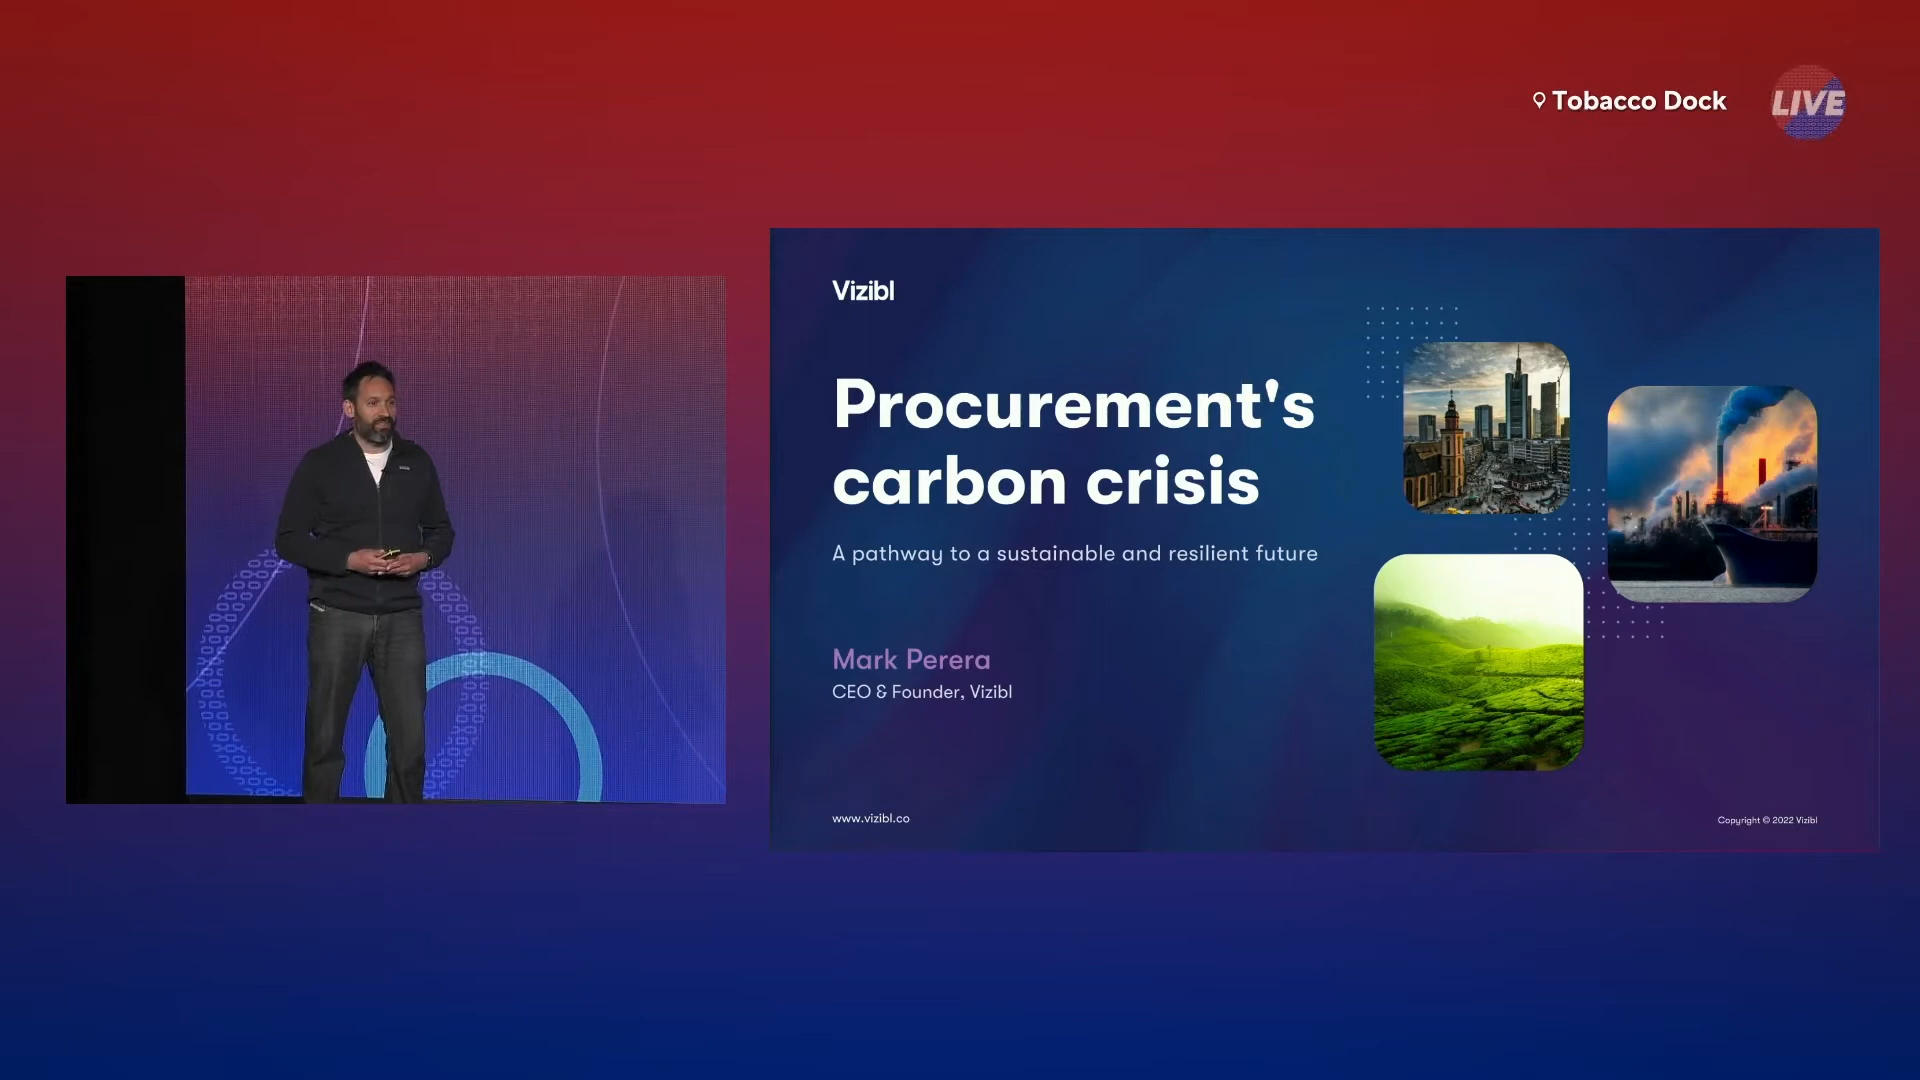 Tobacco Dock
LIVE
Vizibl
Procurement's
carbon crisis
A pathway to a sustainable and resilient future
Mark Perera
CEO & Founder, Vizibl
www.vizibl.co
Copyright © 2022 Vizibl